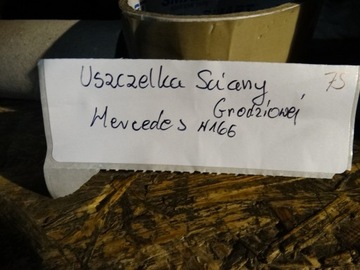 Uszczelka Sciany 75
Grodziowej
Mercedes W166